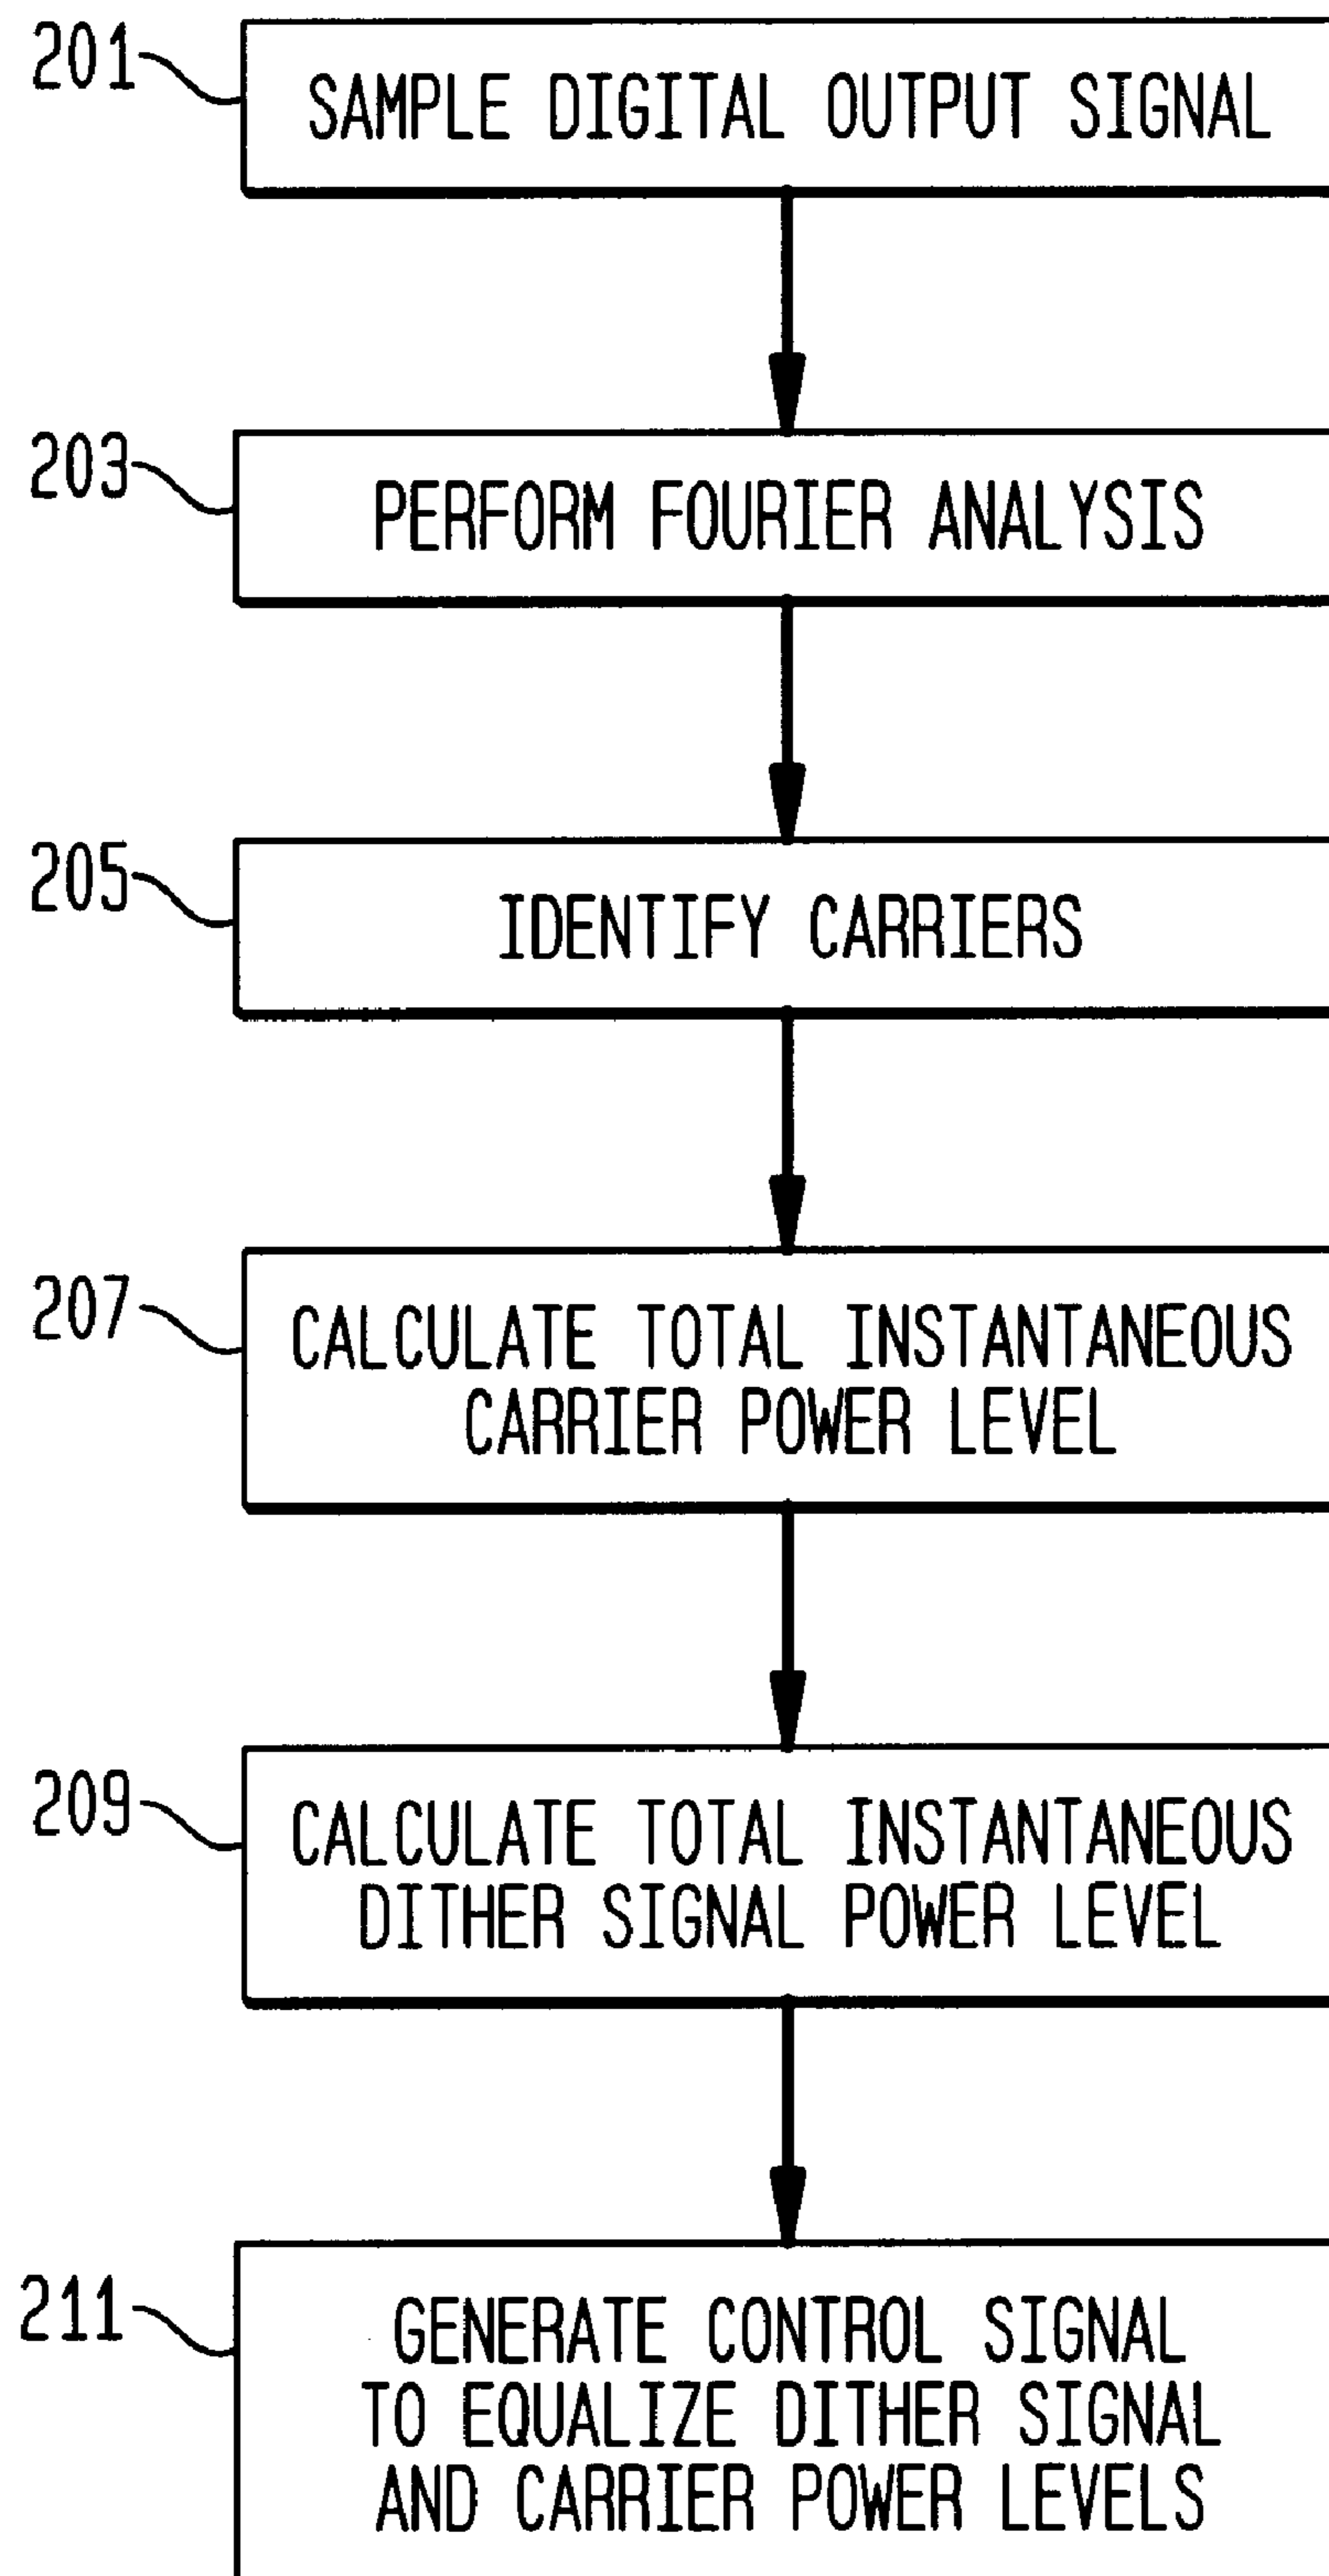 201
SAMPLE DIGITAL OUTPUT SIGNAL
203
PERFORM FOURIER ANALYSIS
205
IDENTIFY CARRIERS
207
CALCULATE TOTAL INSTANTANEOUS
CARRIER POWER LEVEL
209
CALCULATE TOTAL INSTANTANEOUS
DITHER SIGNAL POWER LEVEL
211
GENERATE CONTROL SIGNAL
TO EQUALIZE DITHER SIGNAL
AND CARRIER POWER LEVELS